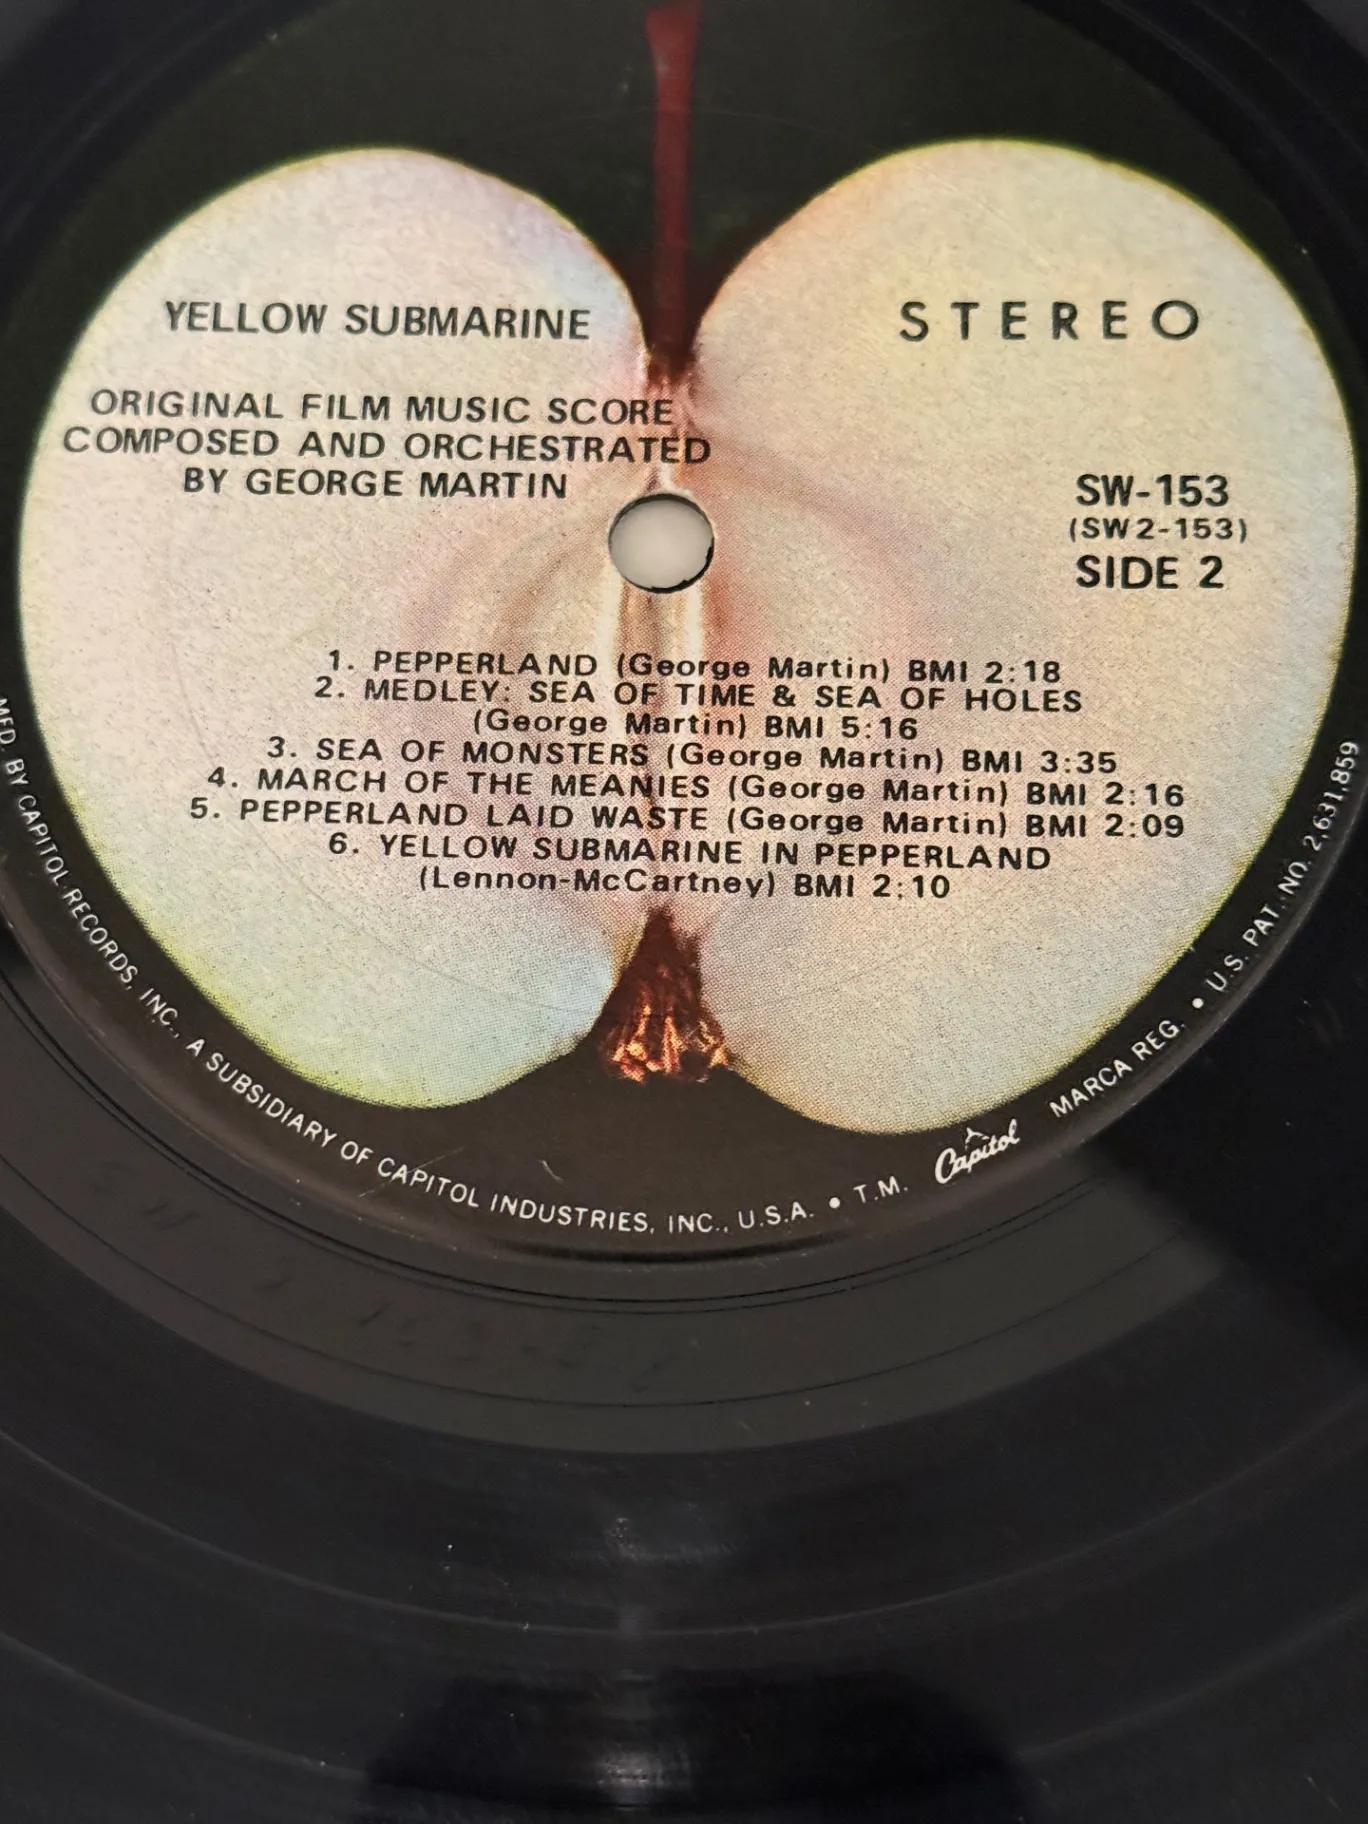 YELLOW SUBMARINE
STEREO
ORIGINAL FILM MUSIC SCORE
COMPOSED AND ORCHESTRATED
BY GEORGE MARTIN
SW-153
(SW2-153)
SIDE 2
1. PEPPERLAND (George Martin) BMI 2:18
2. MEDLEY: SEA OF TIME & SEA OF HOLES
(George Martin) BMI 5:16
3. SEA OF MONSTERS (George Martin) BMI 3:35
4. MARCH OF THE MEANIES (George Martin) BMI 2:16
5. PEPPERLAND LAID WASTE (George Martin) BMI 2:09
6. YELLOW SUBMARINE IN PEPPERLAND
(Lennon-McCartney) BMI 2:10
MFD. BY CAPITOL RECORDS, INC., A SUBSIDIARY OF CAPITOL INDUSTRIES, INC., U.S.A. • T.M. Capitol MARCA REG. • U.S. PAT. NO. 2,631,859